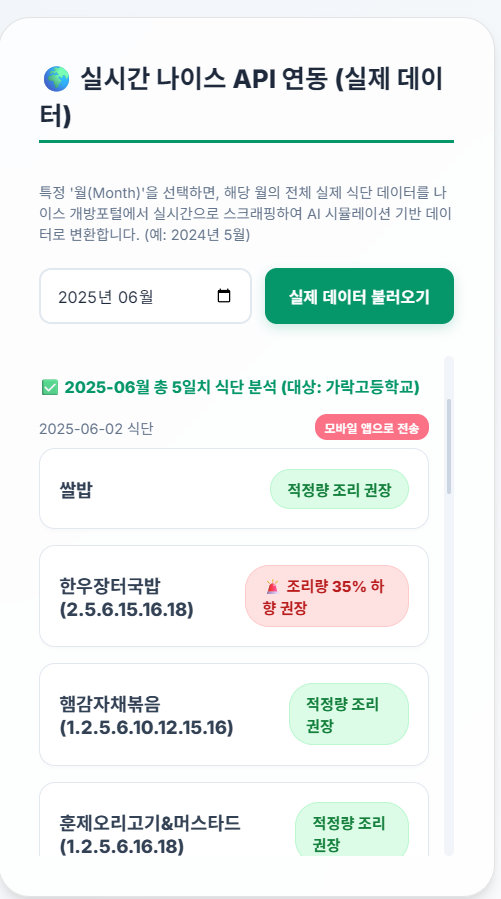 🌍 실시간 나이스 API 연동 (실제 데이
터)
특정 '월(Month)'을 선택하면, 해당 월의 전체 실제 식단 데이터를 나
이스 개방포털에서 실시간으로 스크래핑하여 AI 시뮬레이션 기반 데이
터로 변환합니다. (예: 2024년 5월)
2025년 06월
실제 데이터 불러오기
✅ 2025-06월 총 5일치 식단 분석 (대상: 가락고등학교)
2025-06-02 식단
모바일 앱으로 전송
쌀밥
적정량 조리 권장
한우장터국밥
(2.5.6.15.16.18)
🚨 조리량 35% 하
향 권장
햄감자채볶음
(1.2.5.6.10.12.15.16)
적정량 조리
권장
훈제오리고기&머스타드
(1.2.5.6.16.18)
적정량 조리
권장